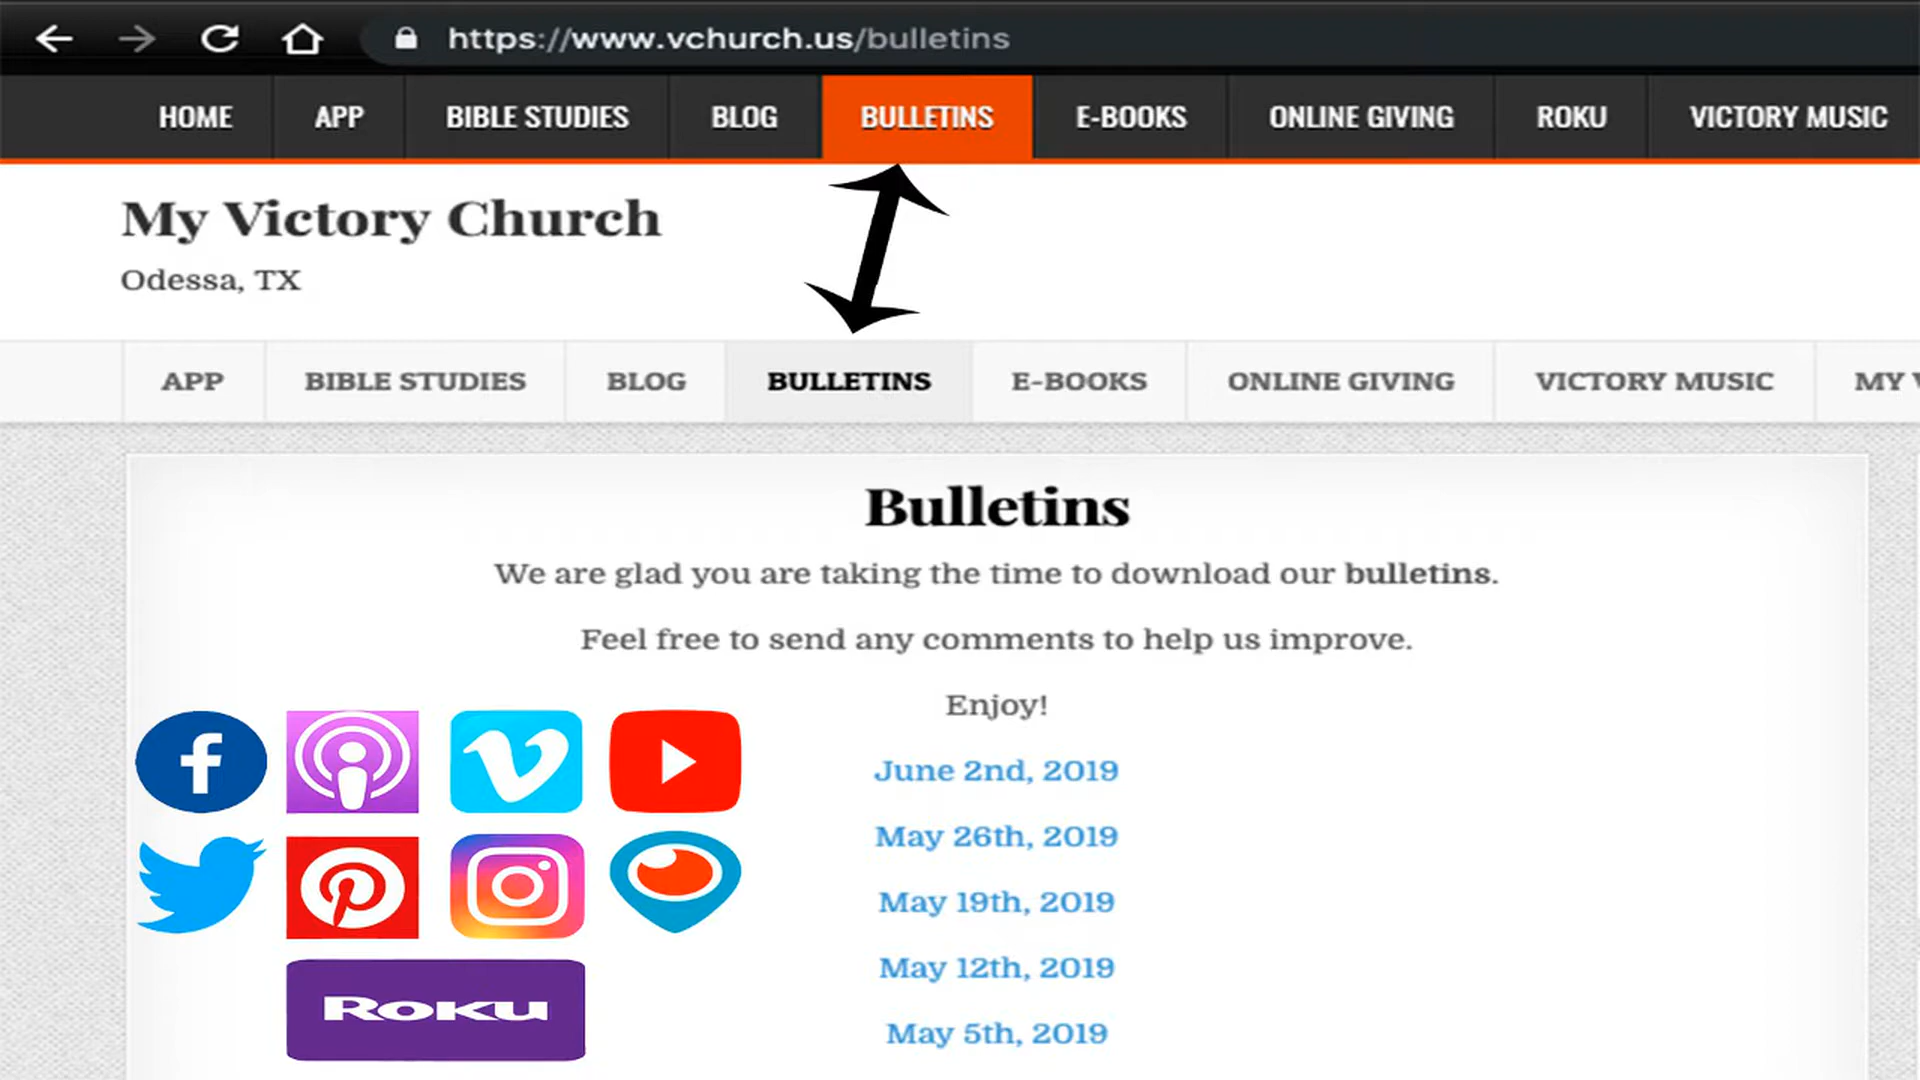 https://www.vchurch.us/bulletins
HOME APP BIBLE STUDIES BLOG BULLETINS E-BOOKS ONLINE GIVING ROKU VICTORY MUSIC
My Victory Church
Odessa, TX
APP BIBLE STUDIES BLOG BULLETINS E-BOOKS ONLINE GIVING VICTORY MUSIC MY
Bulletins
We are glad you are taking the time to download our bulletins.
Feel free to send any comments to help us improve.
Enjoy!
June 2nd, 2019
May 26th, 2019
May 19th, 2019
May 12th, 2019
May 5th, 2019
ROKU